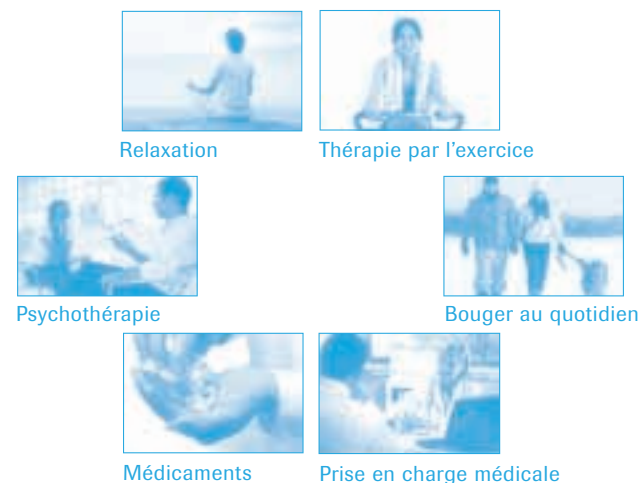 Relaxation
Thérapie par l'exercice
Psychothérapie
Bouger au quotidien
Médicaments
Prise en charge médicale